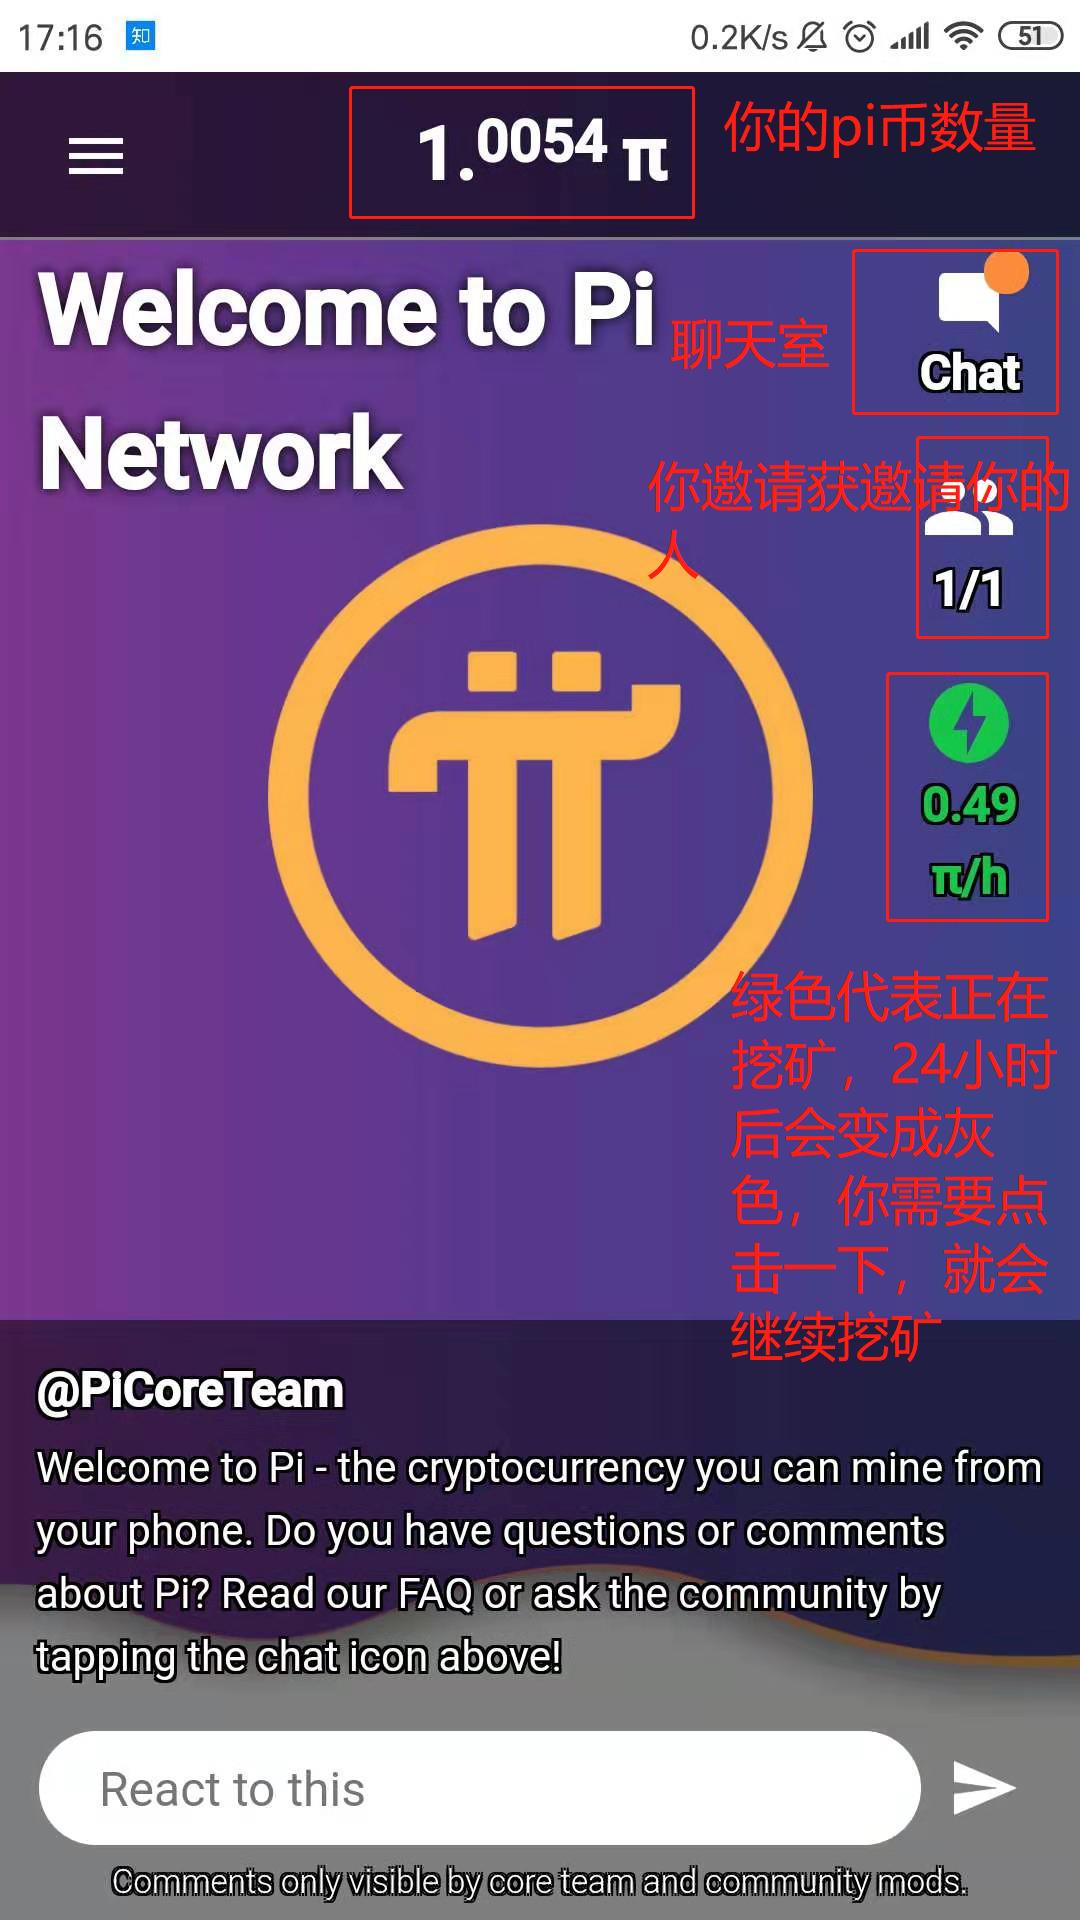 17:16 知 0.2K/s 51
1.0054 π 你的pi币数量
Welcome to Pi
Network
聊天室
Chat
你邀请获邀请你的
人
1/1
0.49
π/h
绿色代表正在
挖矿，24小时
后会变成灰
色，你需要点
击一下，就会
继续挖矿
@PiCoreTeam
Welcome to Pi - the cryptocurrency you can mine from
your phone. Do you have questions or comments
about Pi? Read our FAQ or ask the community by
tapping the chat icon above!
React to this
Comments only visible by core team and community mods.